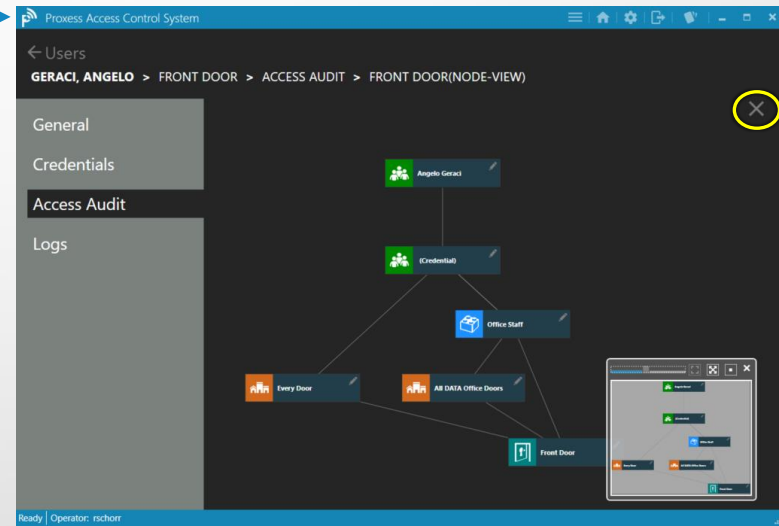 Proxess Access Control System
Users
GERACI, ANGELO > FRONT DOOR > ACCESS AUDIT > FRONT DOOR(NODE-VIEW)
General
Credentials
Access Audit
Logs
Angelo Geraci
(Credential)
Office Staff
Every Door
All DATA Office Doors
Front Door
Ready
Operator: rschorr